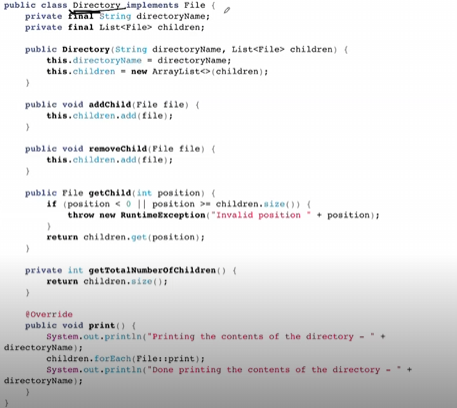 public class Directory implements File {
private final String directoryName;
private final List<File> children;
public Directory(String directoryName, List<File> children) {
this.directoryName = directoryName;
this.children = new ArrayList<>(children);
}
public void addChild(File file) {
this.children.add(file);
}
public void removeChild(File file) {
this.children.add(file);
}
public File getChild(int position) {
if (position < 0 || position >= children.size()) {
throw new RuntimeException("Invalid position " + position);
}
return children.get(position);
}
private int getTotalNumberOfChildren() {
return children.size();
}
@Override
public void print() {
System.out.println("Printing the contents of the directory - " +
directoryName);
children.forEach(File::print);
System.out.println("Done printing the contents of the directory - " +
directoryName);
}
}